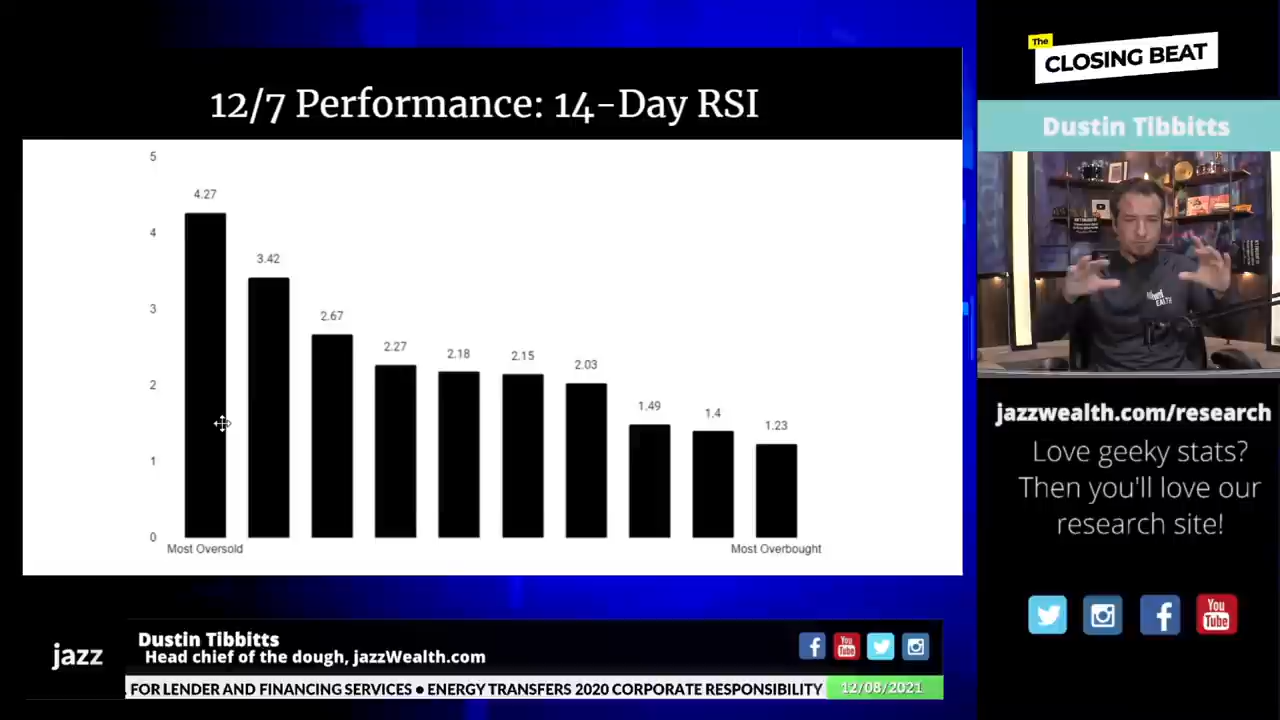 The
CLOSING BEAT
12/7 Performance: 14-Day RSI
Dustin Tibbitts
5
4
3
2
1
0
4.27
3.42
2.67
2.27
2.18
2.15
2.03
1.49
1.4
1.23
Most Oversold
Most Overbought
jazzwealth.com/research
Love geeky stats?
Then you'll love our
research site!
You
Tube
jazz
Dustin Tibbitts
Head chief of the dough, jazzWealth.com
You
Tube
FOR LENDER AND FINANCING SERVICES ● ENERGY TRANSFERS 2020 CORPORATE RESPONSIBILITY
12/08/2021